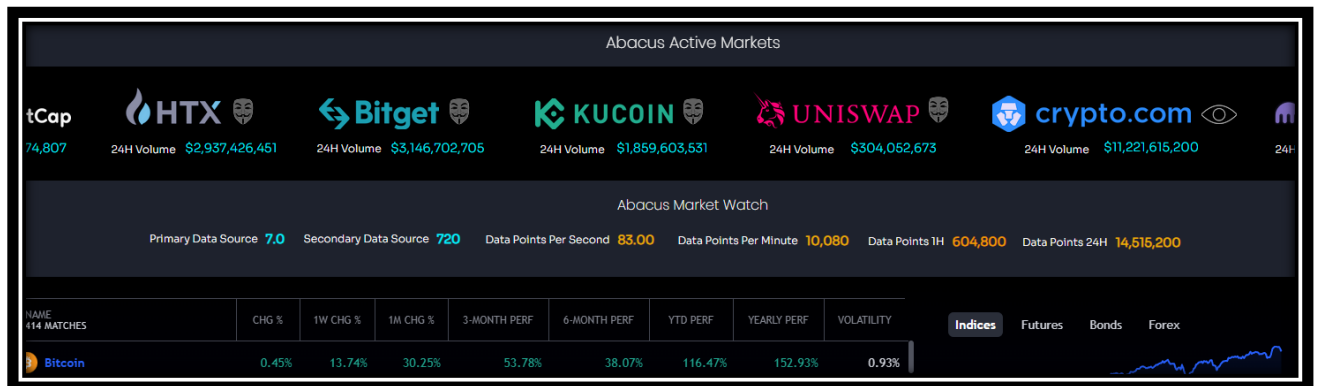 Abacus Active Markets
tCap HTX Bitget KUCOIN UNISWAP crypto.com
74,807 24H Volume $2,937,426,451 24H Volume $3,146,702,705 24H Volume $1,859,603,531 24H Volume $304,052,673 24H Volume $11,221,615,200 24H
Abacus Market Watch
Primary Data Source 7.0 Secondary Data Source 720 Data Points Per Second 83.00 Data Points Per Minute 10,080 Data Points 1H 604,800 Data Points 24H 14,515,200
NAME CHG % 1W CHG % 1M CHG % 3-MONTH PERF 6-MONTH PERF YTD PERF YEARLY PERF VOLATILITY
414 MATCHES
Indices Futures Bonds Forex
Bitcoin 0.45% 13.74% 30.25% 53.78% 38.07% 116.47% 152.93% 0.93%